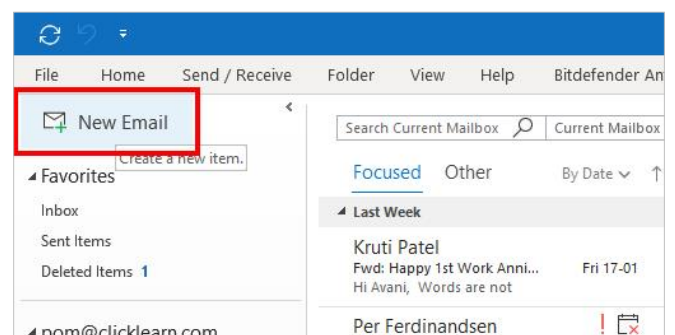 File Home Send / Receive Folder View Help Bitdefender An
New Email
Search Current Mailbox Current Mailbox
Create a new item.
Favorites
Focused Other By Date
Inbox
Last Week
Sent Items
Kruti Patel
Deleted Items 1
Fwd: Happy 1st Work Anni... Fri 17-01
Hi Avani, Words are not
pom@clicklearn.com
Per Ferdinandsen